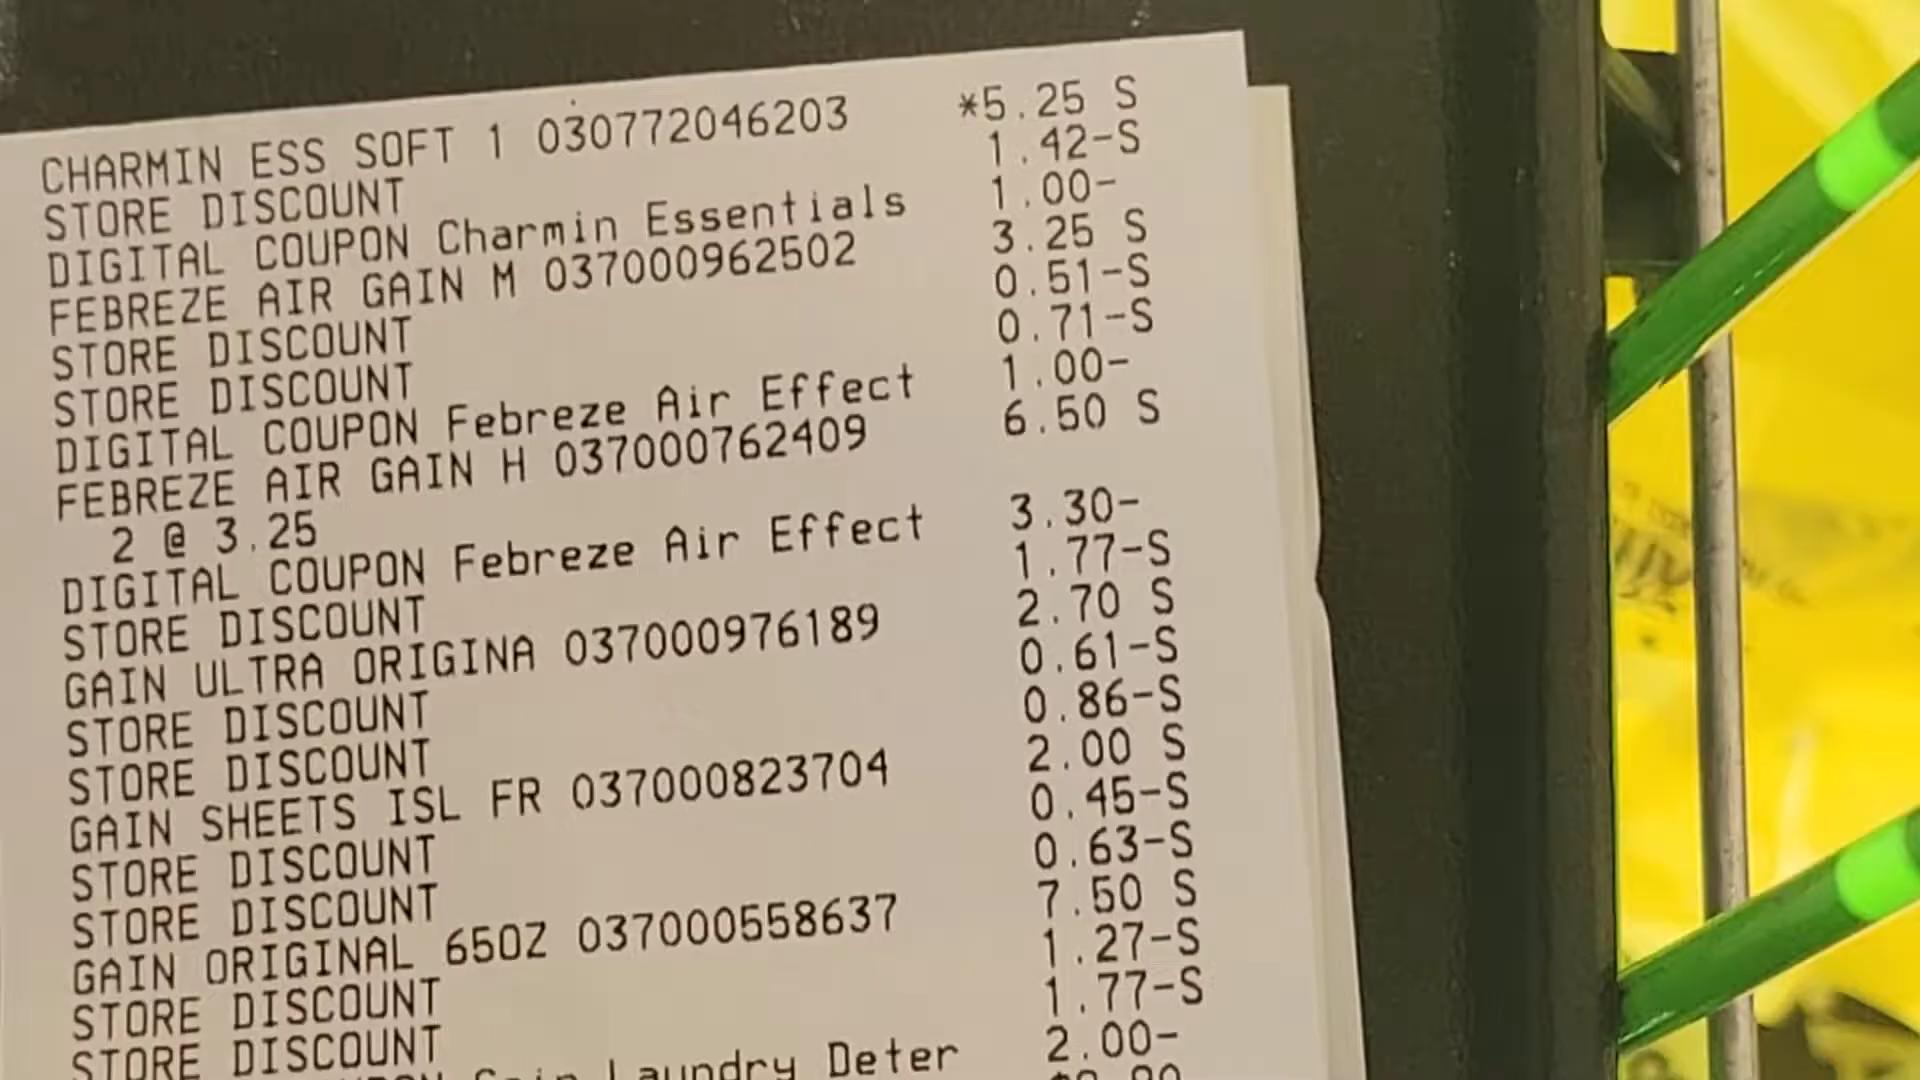 CHARMIN ESS SOFT 1 030772046203 *5.25 S
STORE DISCOUNT 1.42-S
DIGITAL COUPON Charmin Essentials 1.00-
FEBREZE AIR GAIN M 037000962502 3.25 S
STORE DISCOUNT 0.51-S
STORE DISCOUNT 0.71-S
DIGITAL COUPON Febreze Air Effect 1.00-
FEBREZE AIR GAIN H 037000762409 6.50 S
2 @ 3.25
DIGITAL COUPON Febreze Air Effect 3.30-
STORE DISCOUNT 1.77-S
GAIN ULTRA ORIGINA 037000976189 2.70 S
STORE DISCOUNT 0.61-S
STORE DISCOUNT 0.86-S
GAIN SHEETS ISL FR 037000823704 2.00 S
STORE DISCOUNT 0.45-S
STORE DISCOUNT 0.63-S
GAIN ORIGINAL 65OZ 037000558637 7.50 S
STORE DISCOUNT 1.27-S
STORE DISCOUNT 1.77-S
Laundry Deter 2.00-